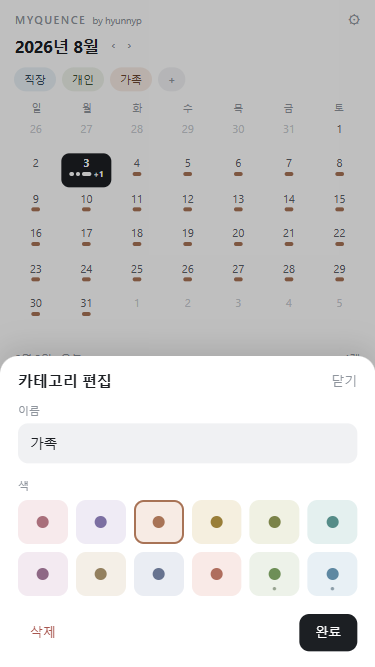 MYQUENCE by hyunnyp
2026년 8월 ‹ ›
직장 개인 가족 +
일 월 화 수 목 금 토
26 27 28 29 30 31 1
2 3 4 5 6 7 8
+1
9 10 11 12 13 14 15
16 17 18 19 20 21 22
23 24 25 26 27 28 29
30 31 1 2 3 4 5
카테고리 편집 닫기
이름
가족
색
삭제 완료